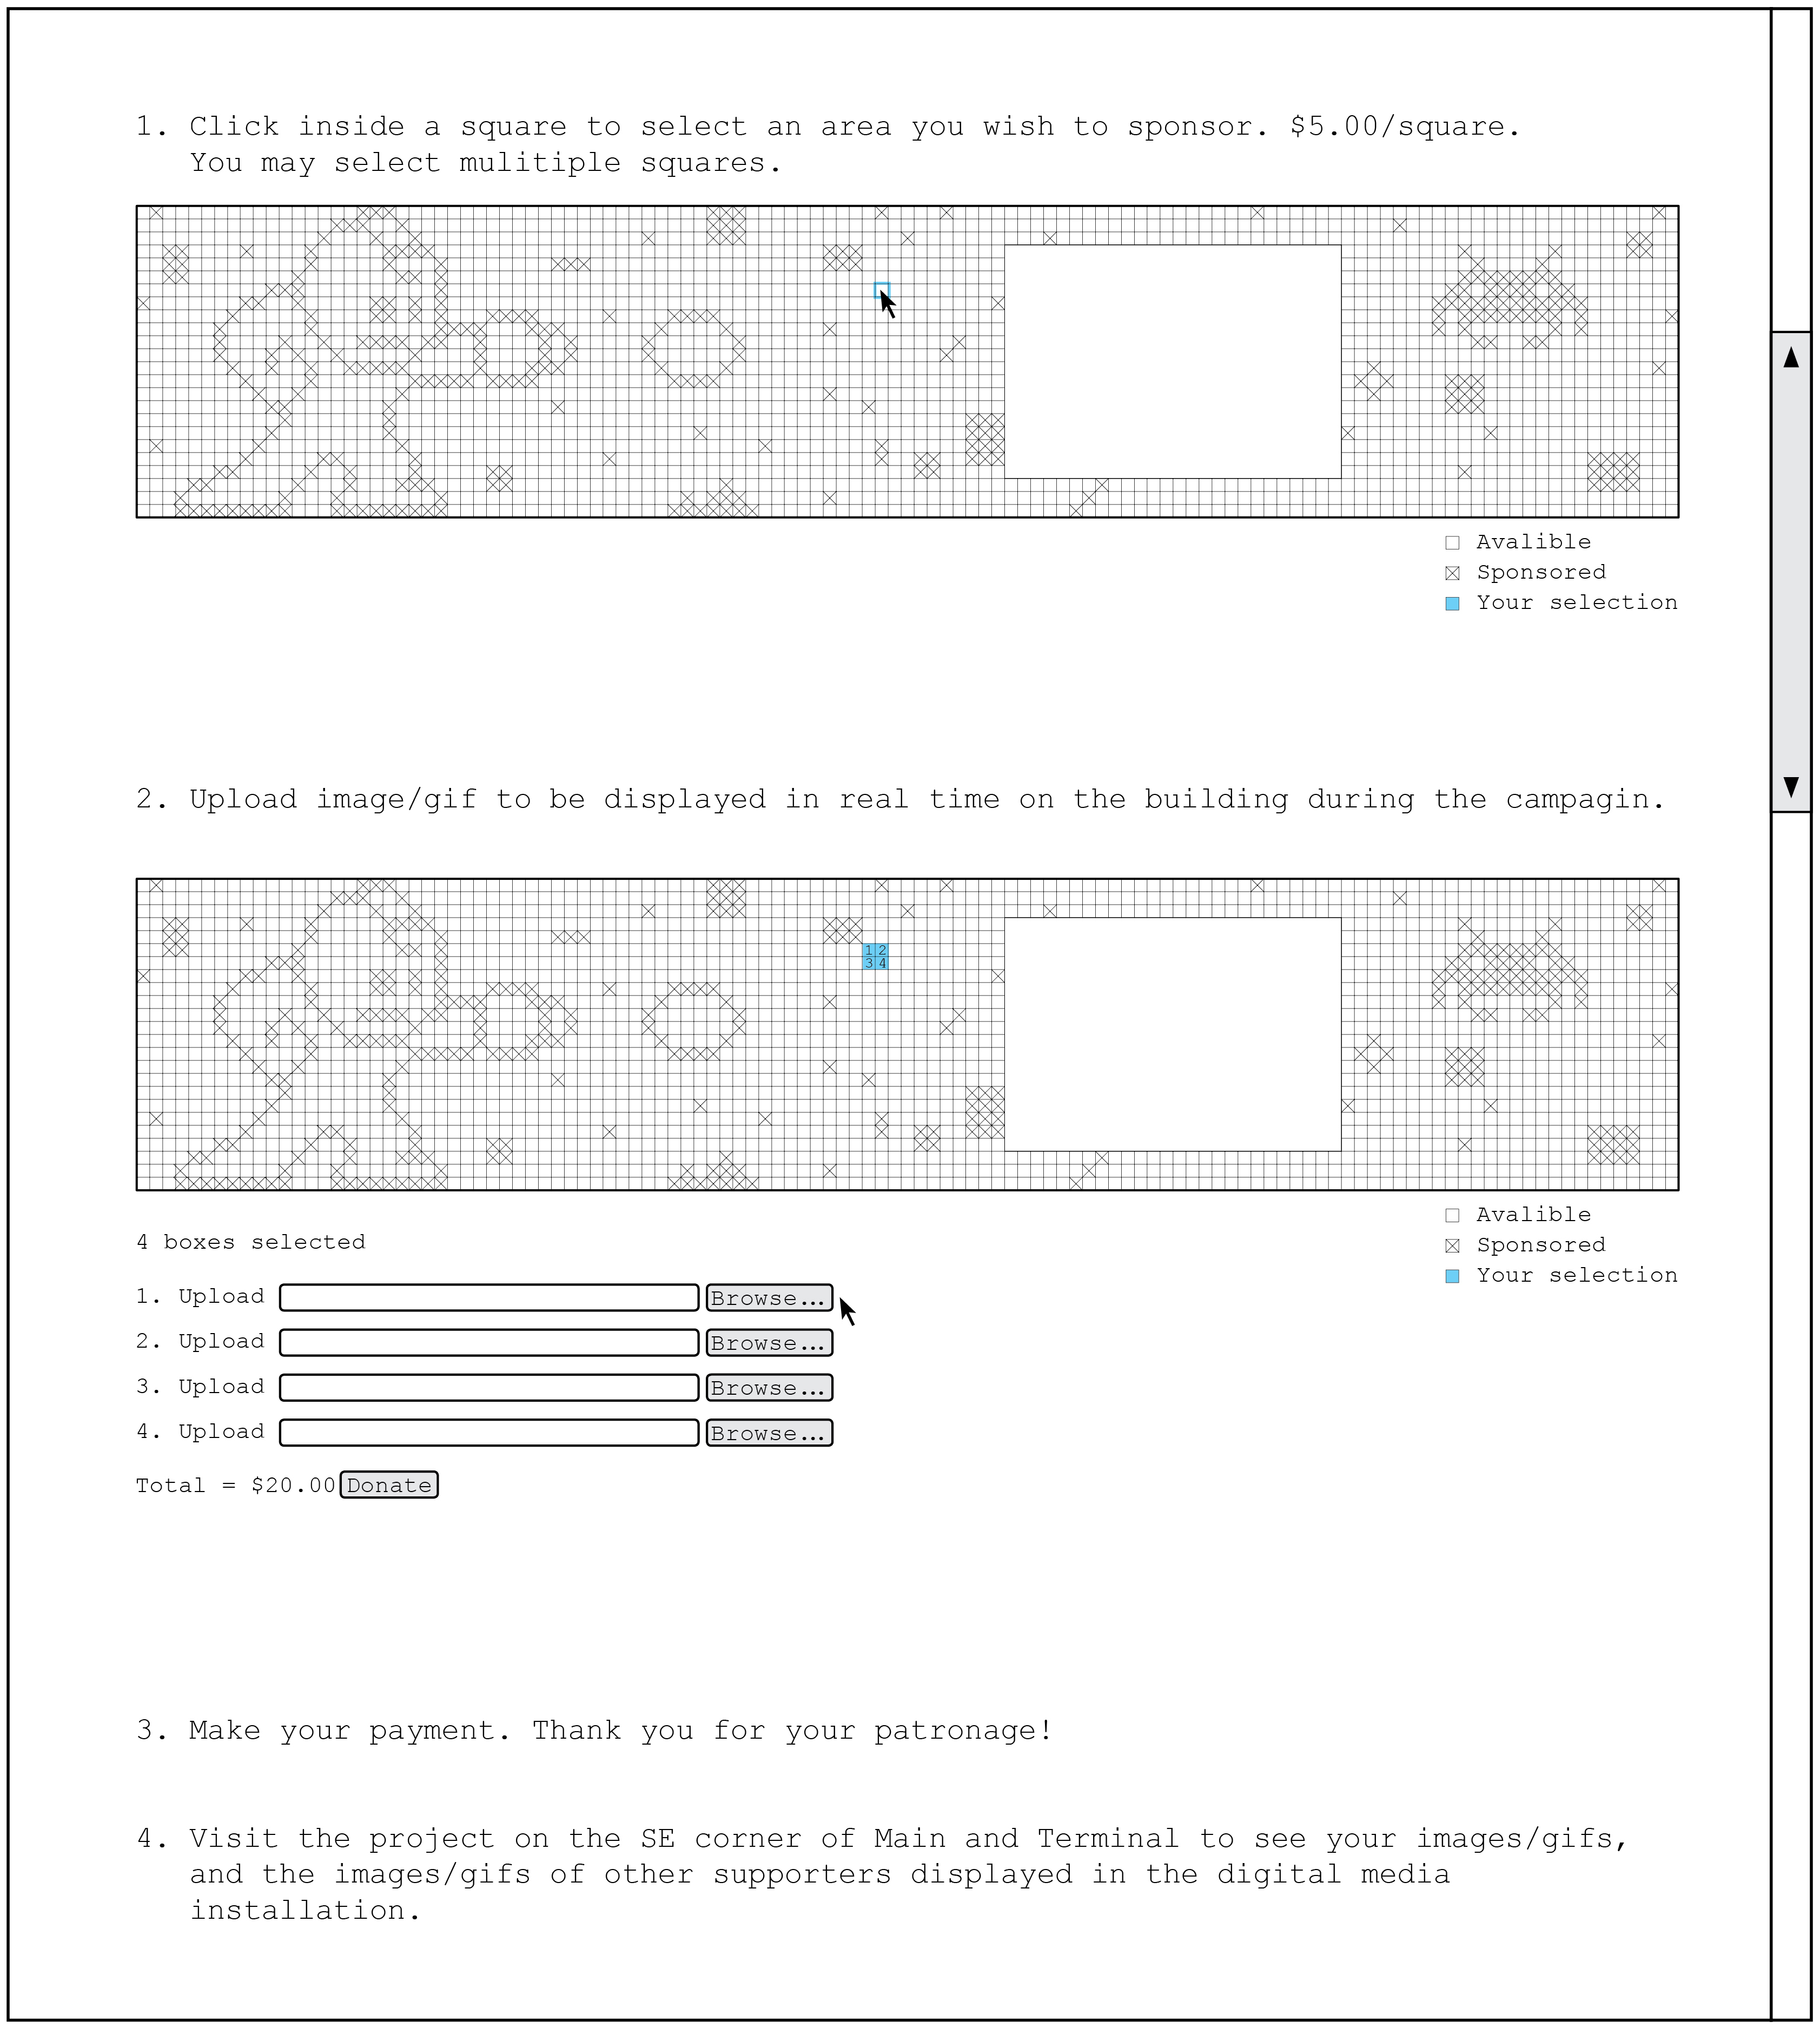 1. Click inside a square to select an area you wish to sponsor. $5.00/square.
You may select mulitiple squares.
Avalible
Sponsored
Your selection
2. Upload image/gif to be displayed in real time on the building during the campagin.
1 2
3 4
Avalible
Sponsored
Your selection
4 boxes selected
1. Upload Browse...
2. Upload Browse...
3. Upload Browse...
4. Upload Browse...
Total = $20.00 Donate
3. Make your payment. Thank you for your patronage!
4. Visit the project on the SE corner of Main and Terminal to see your images/gifs,
and the images/gifs of other supporters displayed in the digital media
installation.